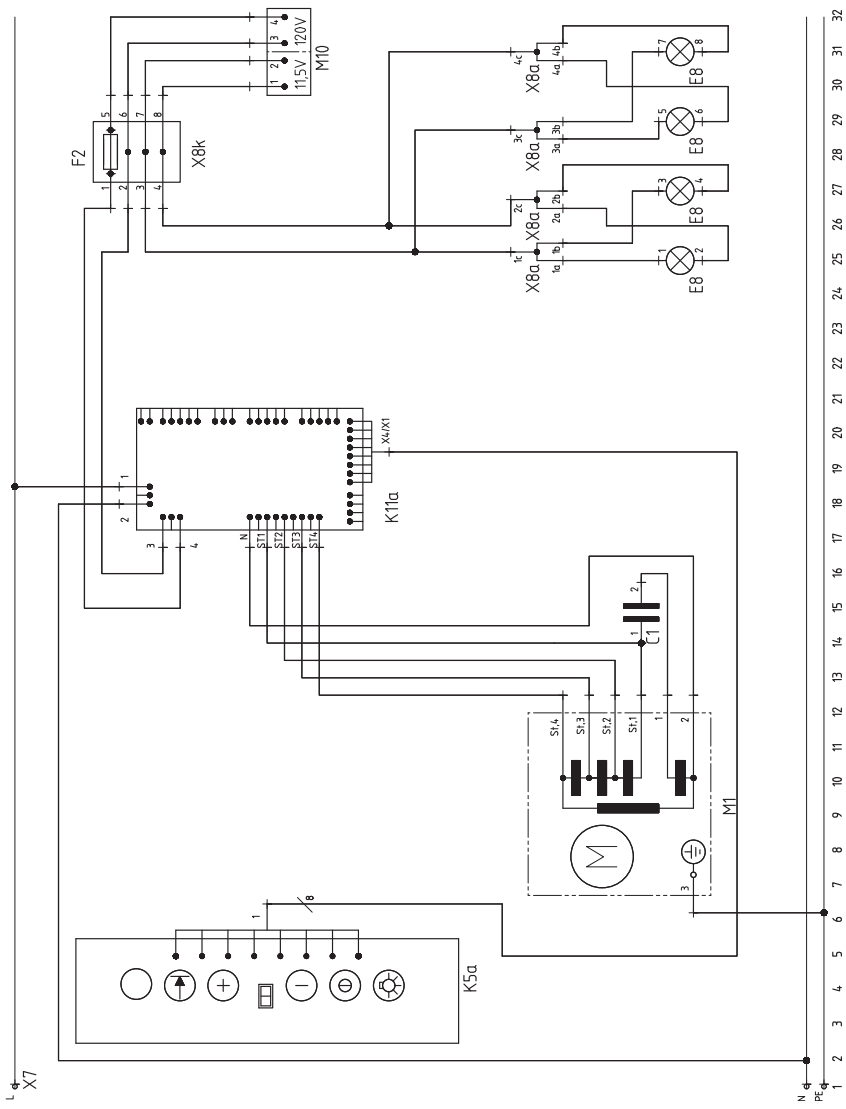 L
X7
N
PE
1 2 3 4 5 6 7 8 9 10 11 12 13 14 15 16 17 18 19 20 21 22 23 24 25 26 27 28 29 30 31 32
K5a
1
8
M
M1
3
St.4
St.3
St.2
St.1
1
2
C1
1
2
K11a
N
ST1
ST2
ST3
ST4
3
4
2
1
X4/X1
F2
X8k
1
2
3
4
5
6
7
8
M10
1 2 3 4
11,5V 120V
X8a
1c
1a
1b
X8a
2c
2a
2b
X8a
3c
3a
3b
X8a
4c
4a
4b
E8
1
2
E8
3
4
E8
5
6
E8
7
8